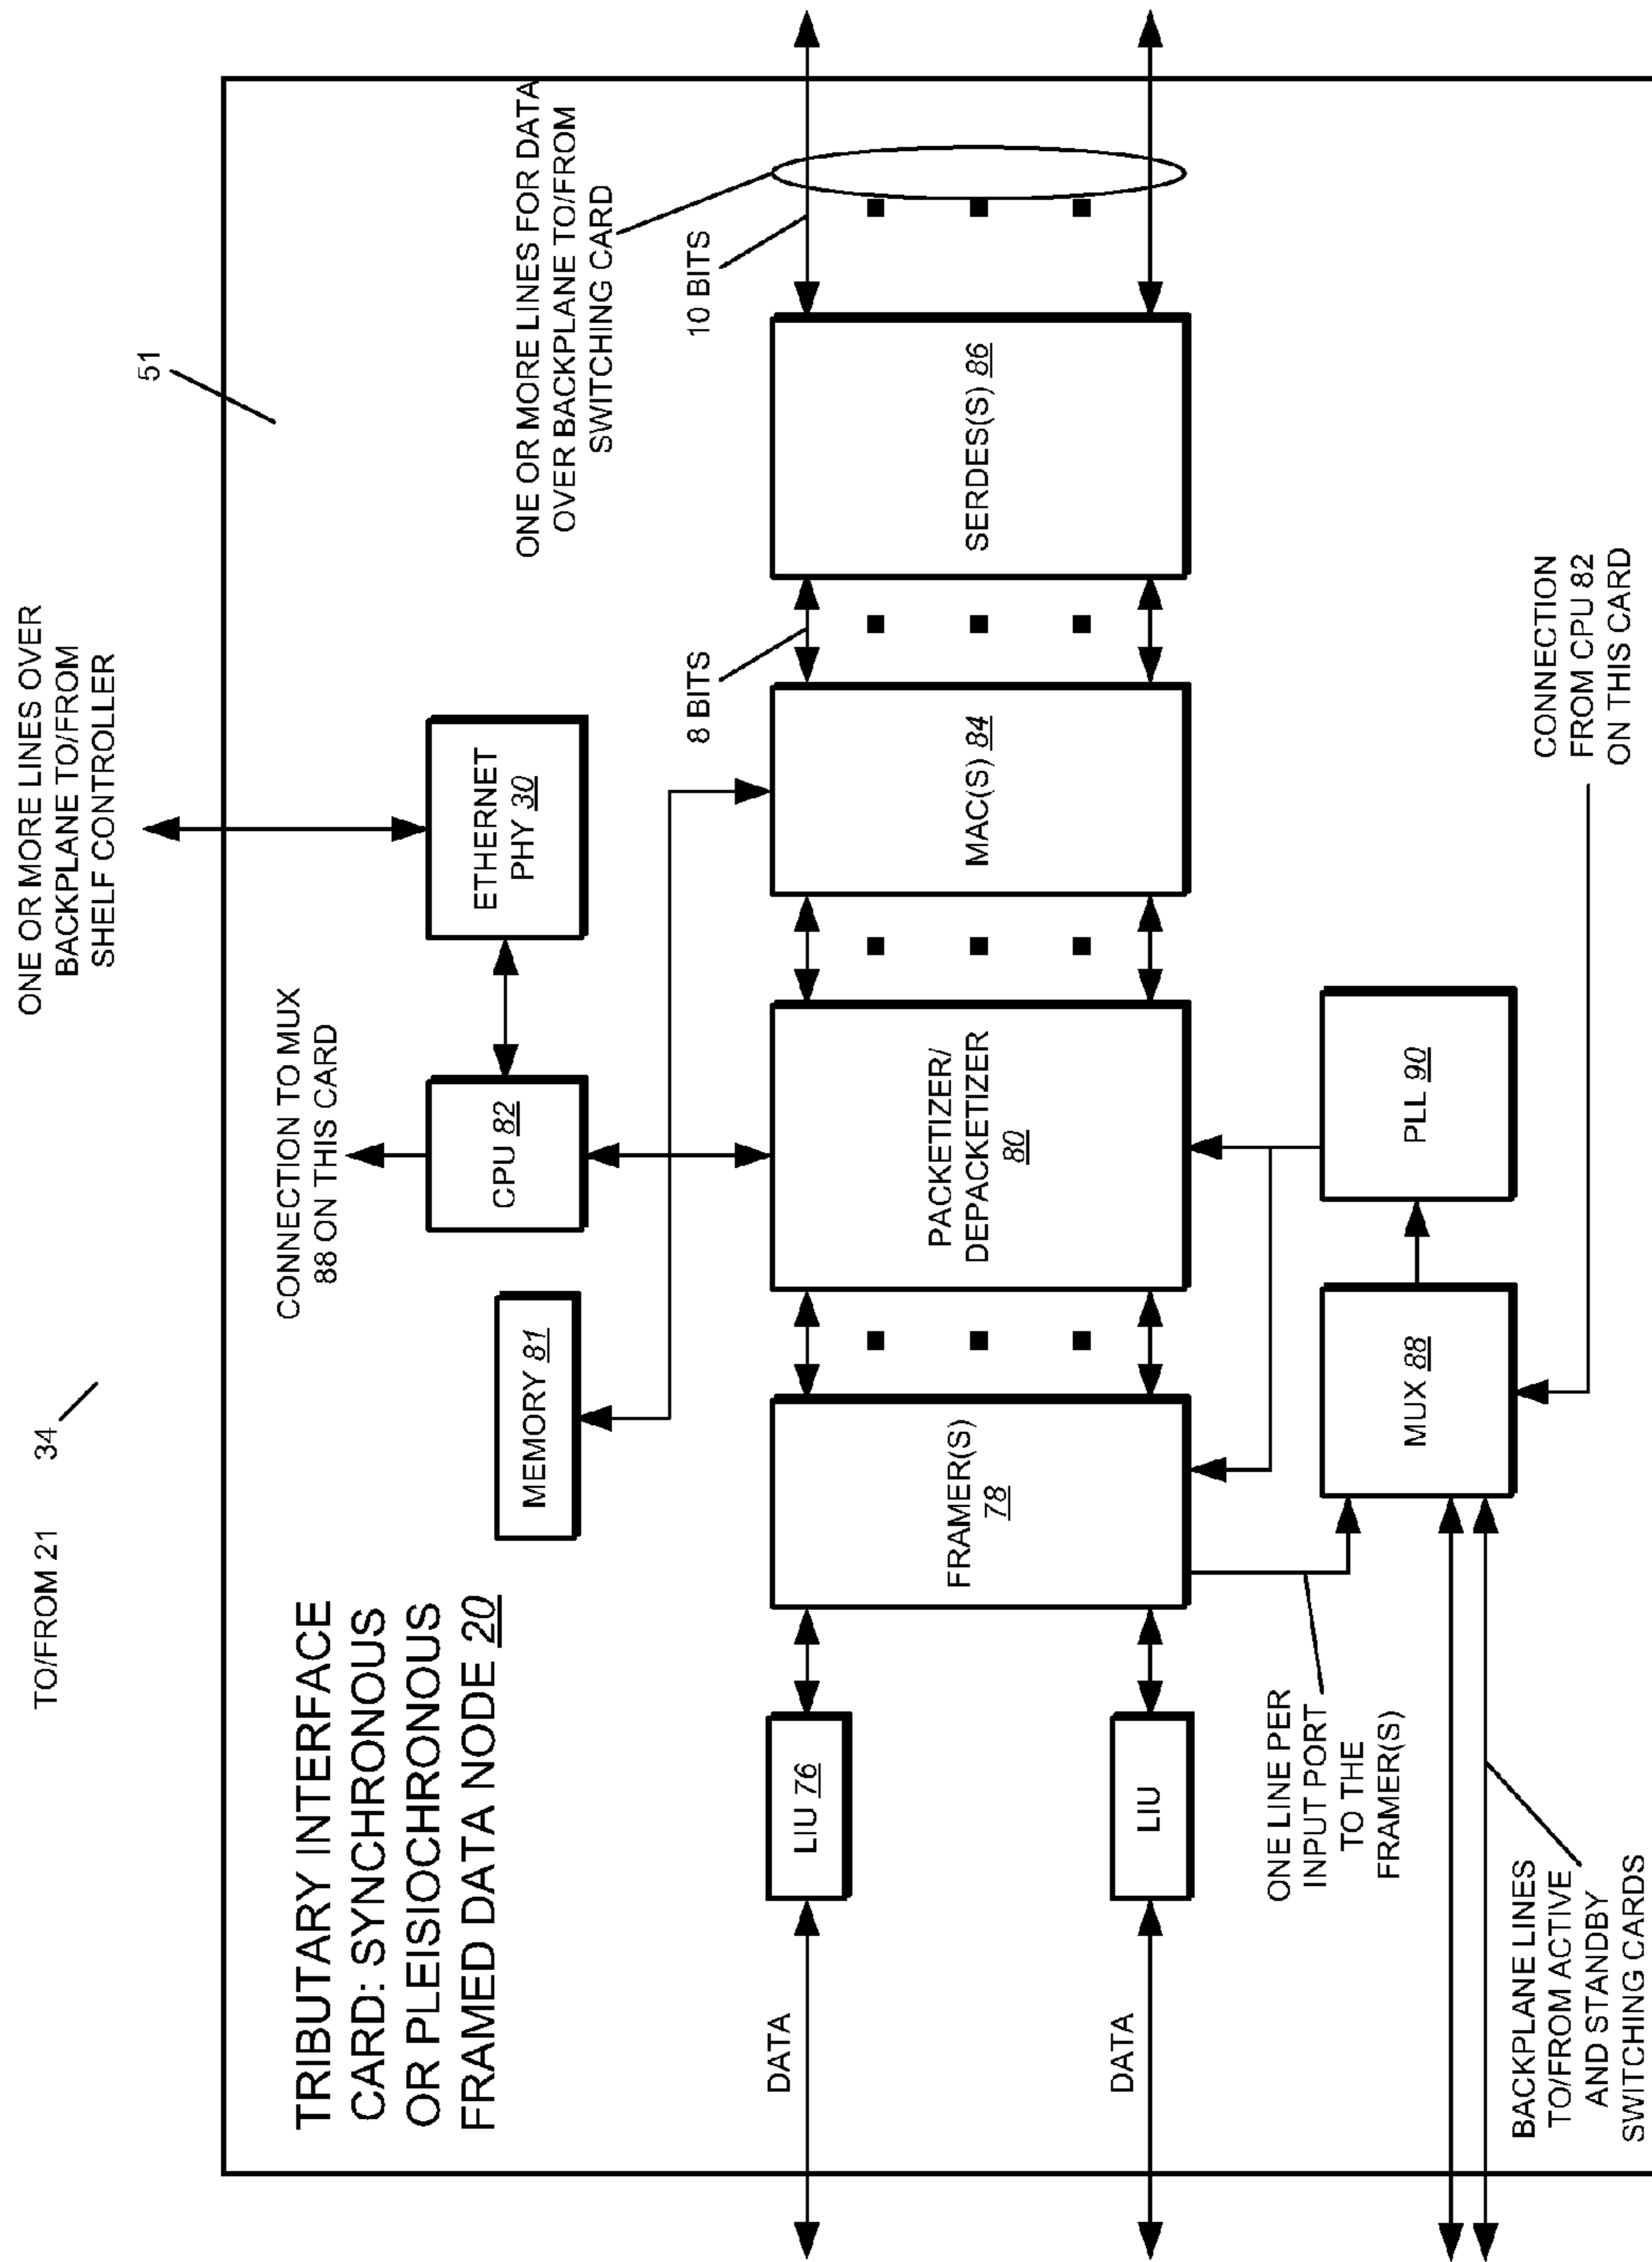 ONE OR MORE LINES OVER
BACKPLANE TO/FROM
SHELF CONTROLLER
TO/FROM 21
34
51
CONNECTION TO MUX
88 ON THIS CARD
TRIBUTARY INTERFACE
CARD: SYNCHRONOUS
OR PLEISIOCHRONOUS
FRAMED DATA NODE 20
MEMORY 81
CPU 82
ETHERNET
PHY 30
ONE OR MORE LINES FOR DATA
OVER BACKPLANE TO/FROM
SWITCHING CARD
8 BITS
10 BITS
DATA
LIU 76
DATA
LIU
FRAMER(S)
78
PACKETIZER/
DEPACKETIZER
80
MAC(S) 84
SERDES(S) 86
ONE LINE PER
INPUT PORT
TO THE
FRAMER(S)
MUX 88
PLL 90
BACKPLANE LINES
TO/FROM ACTIVE
AND STANDBY
SWITCHING CARDS
CONNECTION
FROM CPU 82
ON THIS CARD